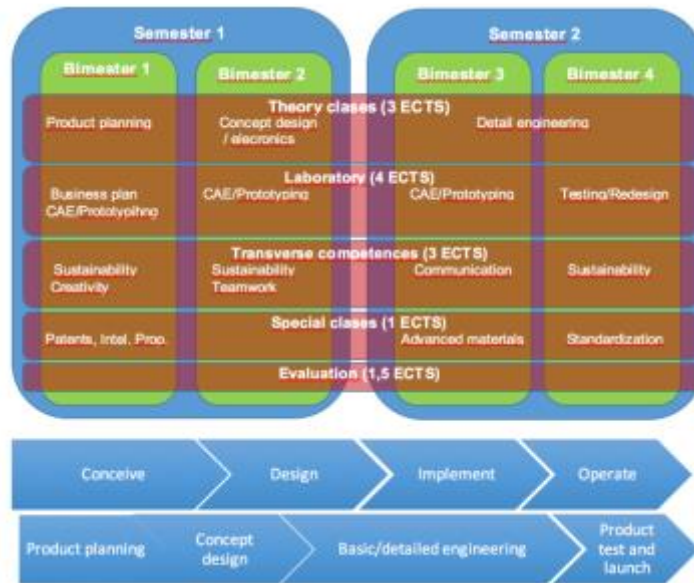 Semester 1
Semester 2
Bimester 1
Bimester 2
Bimester 3
Bimester 4
Theory clases (3 ECTS)
Product planning
Concept design
/ elecronics
Detail engineering
Laboratory (4 ECTS)
Business plan
CAE/Prototypihng
CAE/Prototyping
CAE/Prototyping
Testing/Redesign
Transverse competences (3 ECTS)
Sustainability
Creativity
Sustainability
Teamwork
Communication
Sustainability
Special clases (1 ECTS)
Patents, Intel. Prop.
Advanced materials
Standardization
Evaluation (1,5 ECTS)
Conceive
Design
Implement
Operate
Product planning
Concept
design
Basic/detailed engineering
Product
test and
launch